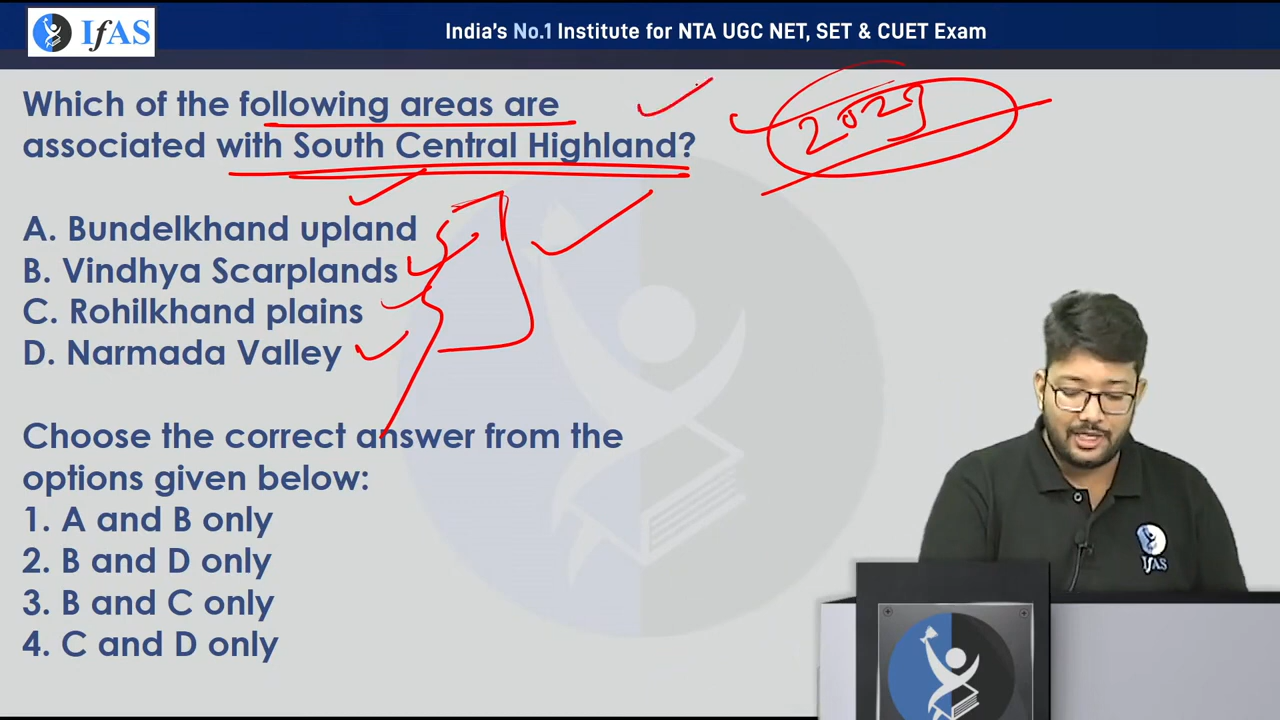 IfAS
India's No.1 Institute for NTA UGC NET, SET & CUET Exam
Which of the following areas are
associated with South Central Highland?
2025
A. Bundelkhand upland
B. Vindhya Scarplands
C. Rohilkhand plains
D. Narmada Valley
Choose the correct answer from the
options given below:
1. A and B only
2. B and D only
3. B and C only
4. C and D only
IfAS